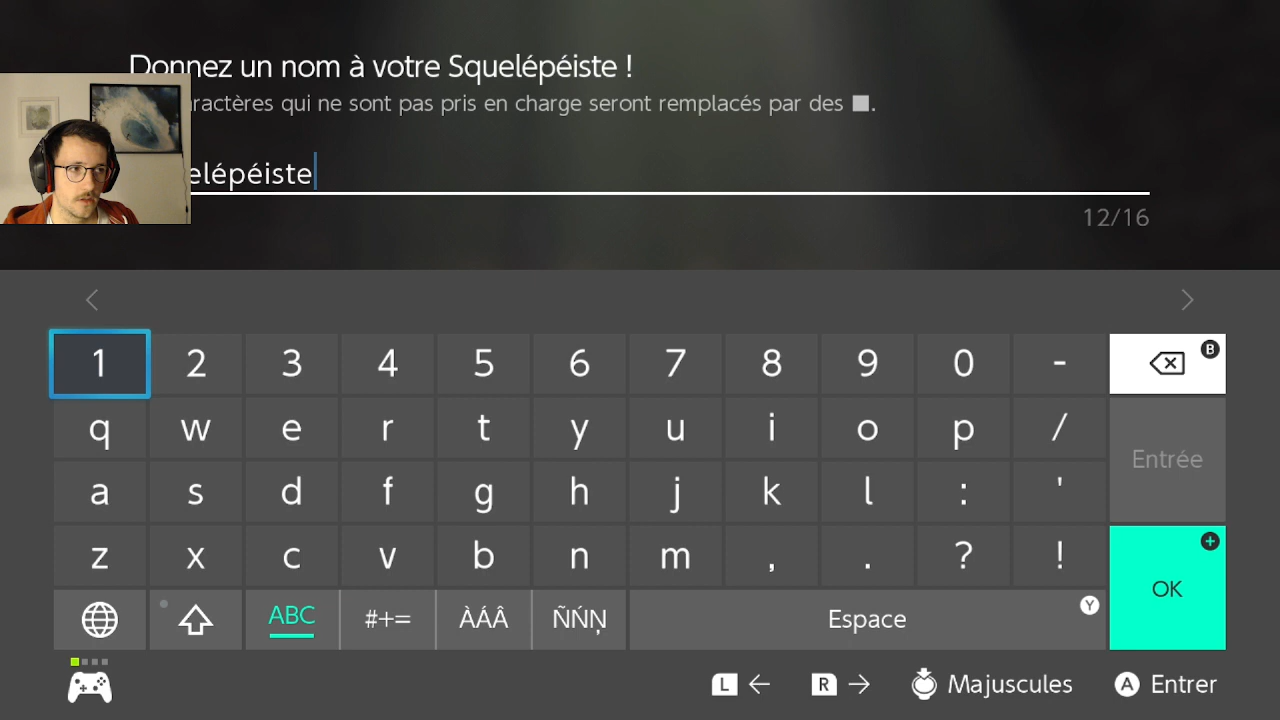 Donnez un nom à votre Squelépéiste !
aractères qui ne sont pas pris en charge seront remplacés par des ■.
elépéiste
12/16
1 2 3 4 5 6 7 8 9 0 - B
q w e r t y u i o p /
Entrée
a s d f g h j k l : '
z x c v b n m , . ? ! +
OK
ABC #+= ÀÁÂ ÑŃŅ Espace Y
L ← R → Majuscules A Entrer